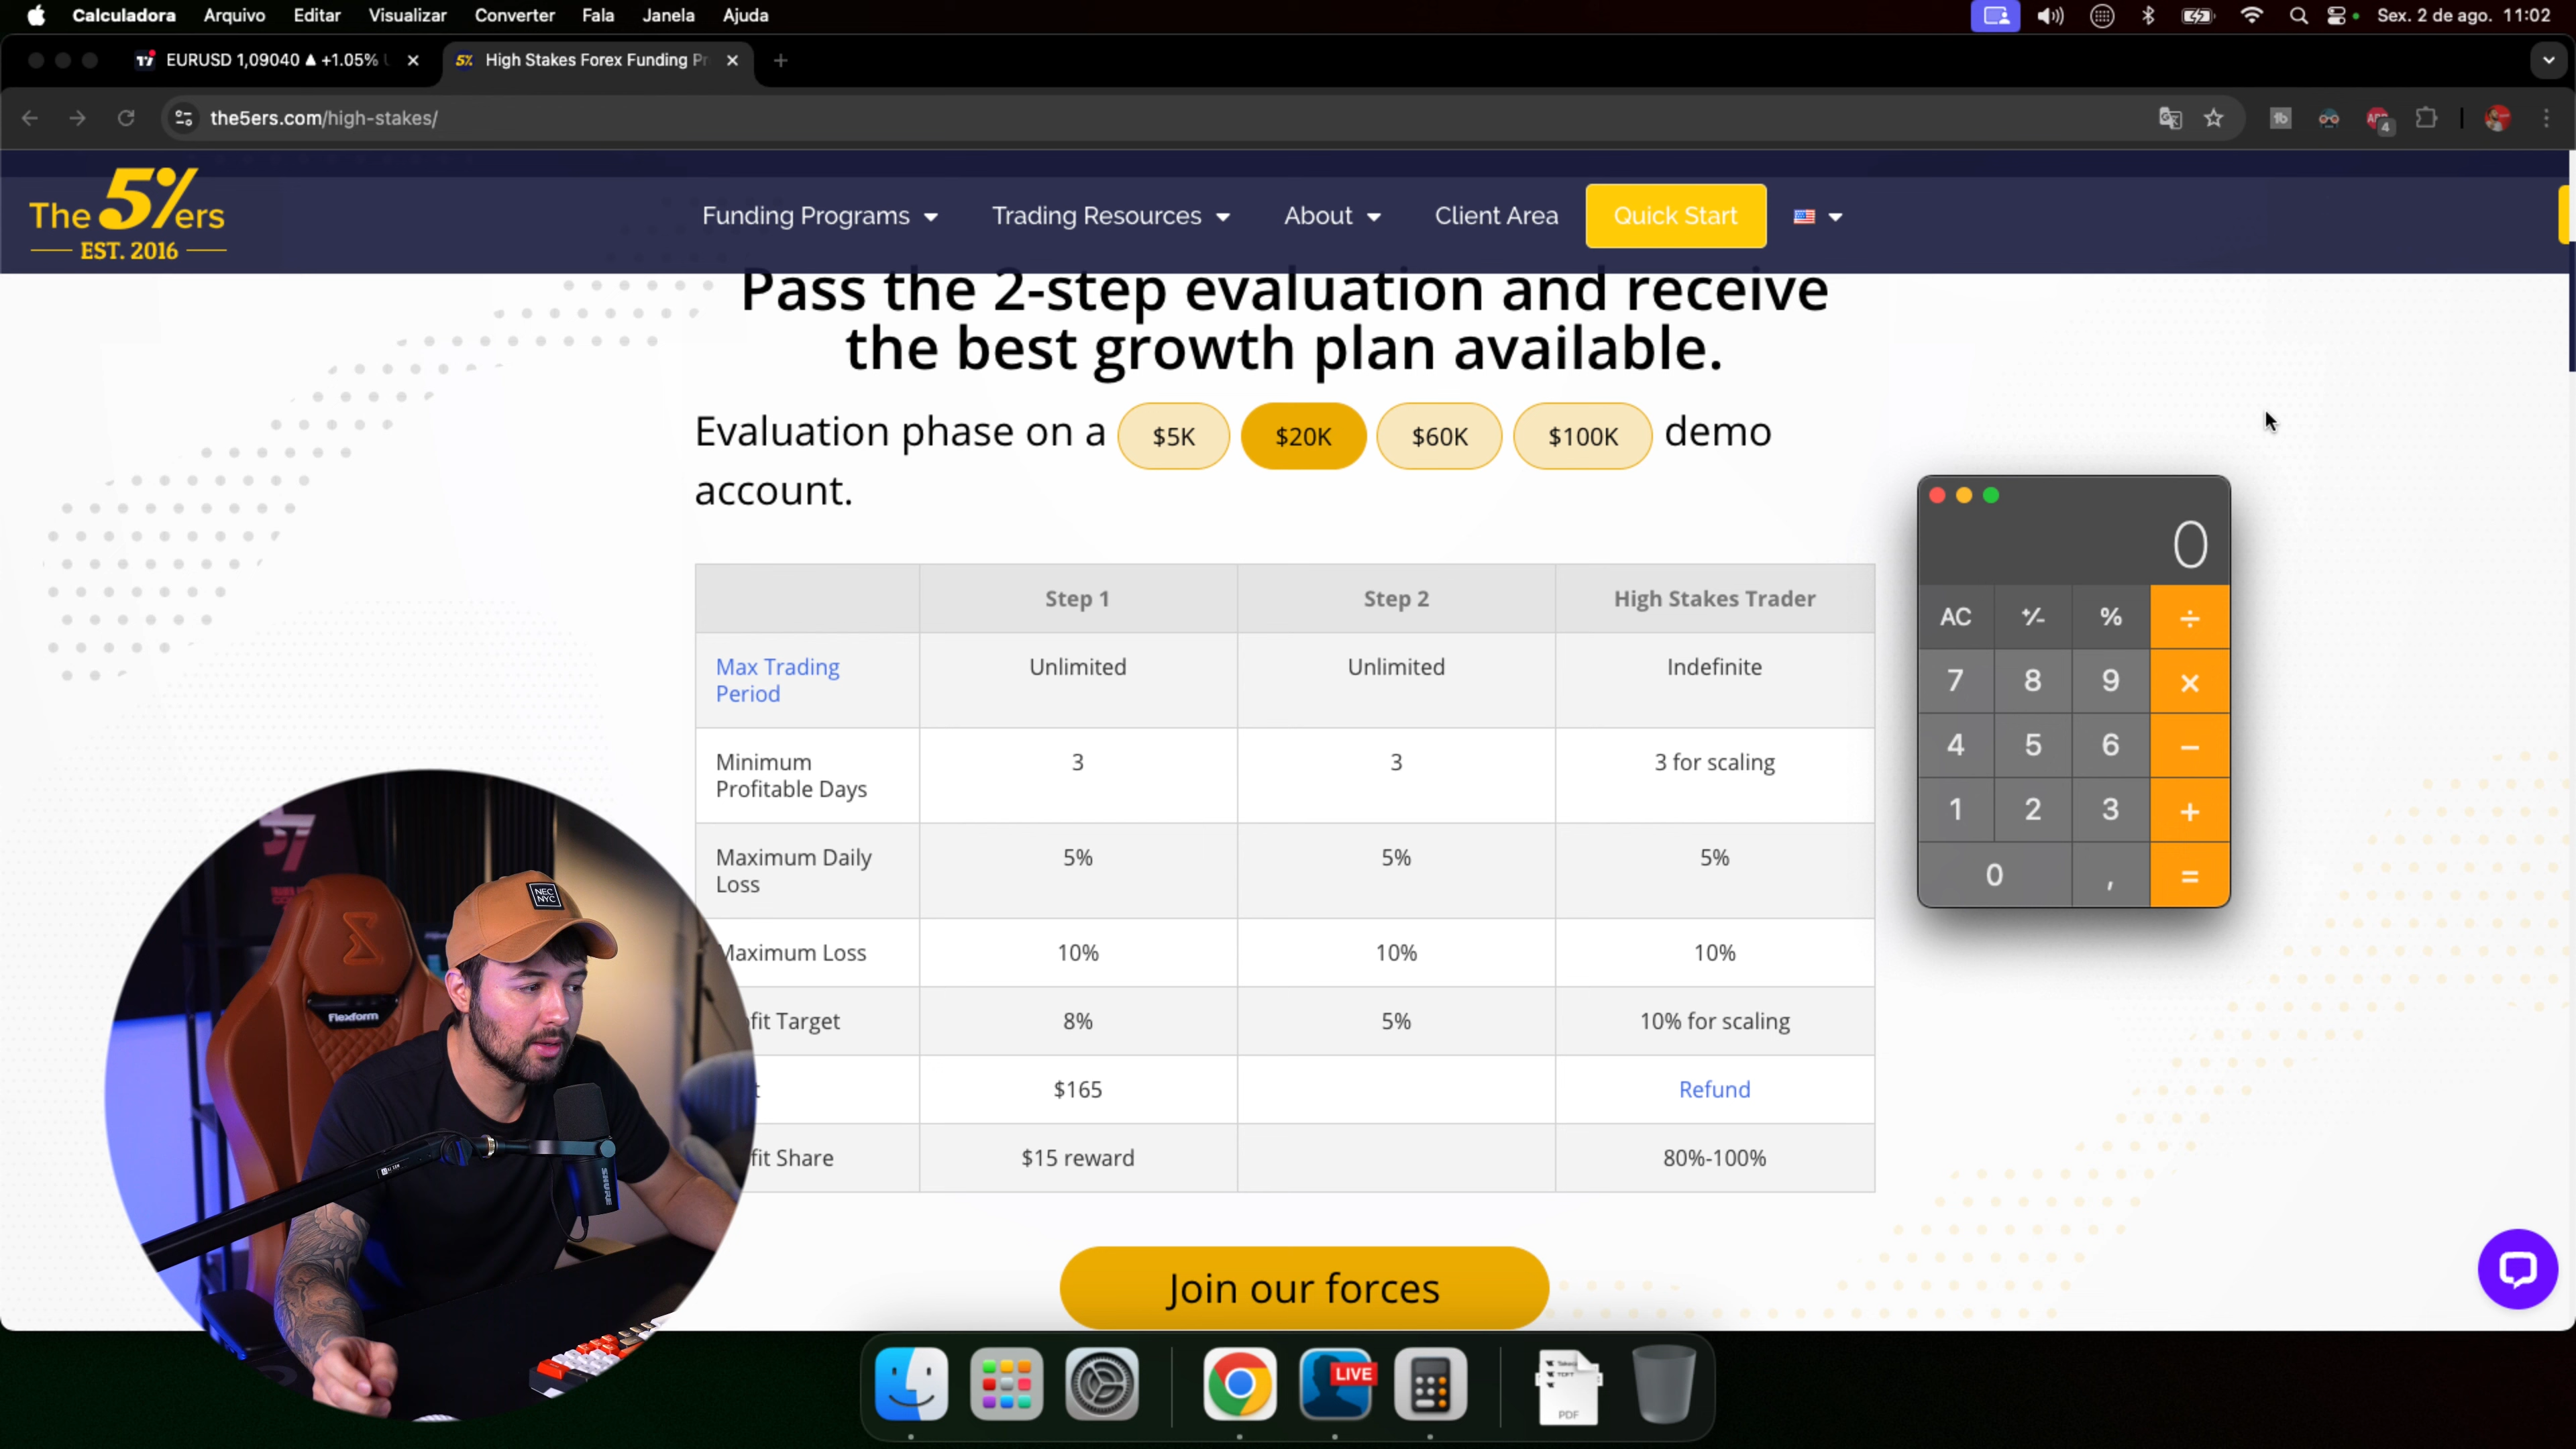 Calculadora Arquivo Editar Visualizar Converter Fala Janela Ajuda Sex. 2 de ago. 11:02
EURUSD 1,09040 ▲ +1.05% High Stakes Forex Funding Pr
the5ers.com/high-stakes/
4
The 5%ers
EST. 2016
Funding Programs Trading Resources About Client Area Quick Start
Pass the 2-step evaluation and receive
the best growth plan available.
Evaluation phase on a $5K $20K $60K $100K demo
account.
Step 1 Step 2 High Stakes Trader
Max Trading
Period
Unlimited Unlimited Indefinite
Minimum
Profitable Days
3 3 3 for scaling
Maximum Daily
Loss
5% 5% 5%
Maximum Loss 10% 10% 10%
fit Target 8% 5% 10% for scaling
t $165 Refund
fit Share $15 reward 80%-100%
Join our forces
0
AC +/- % ÷
7 8 9 ×
4 5 6 −
1 2 3 +
0 , =
NEC
NYC
Flexform
SHURE
LIVE
PDF